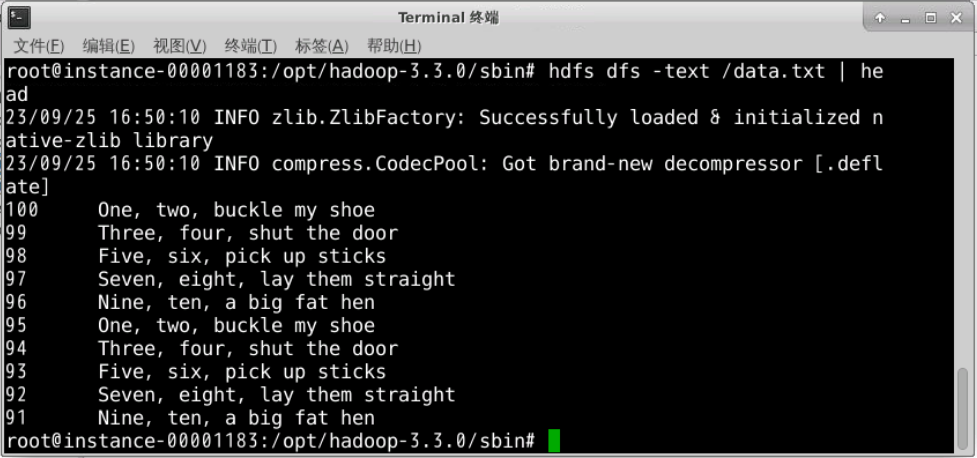 Terminal 终端
文件(F) 编辑(E) 视图(V) 终端(T) 标签(A) 帮助(H)
root@instance-00001183:/opt/hadoop-3.3.0/sbin# hdfs dfs -text /data.txt | he
ad
23/09/25 16:50:10 INFO zlib.ZlibFactory: Successfully loaded & initialized n
ative-zlib library
23/09/25 16:50:10 INFO compress.CodecPool: Got brand-new decompressor [.defl
ate]
100 One, two, buckle my shoe
99 Three, four, shut the door
98 Five, six, pick up sticks
97 Seven, eight, lay them straight
96 Nine, ten, a big fat hen
95 One, two, buckle my shoe
94 Three, four, shut the door
93 Five, six, pick up sticks
92 Seven, eight, lay them straight
91 Nine, ten, a big fat hen
root@instance-00001183:/opt/hadoop-3.3.0/sbin#